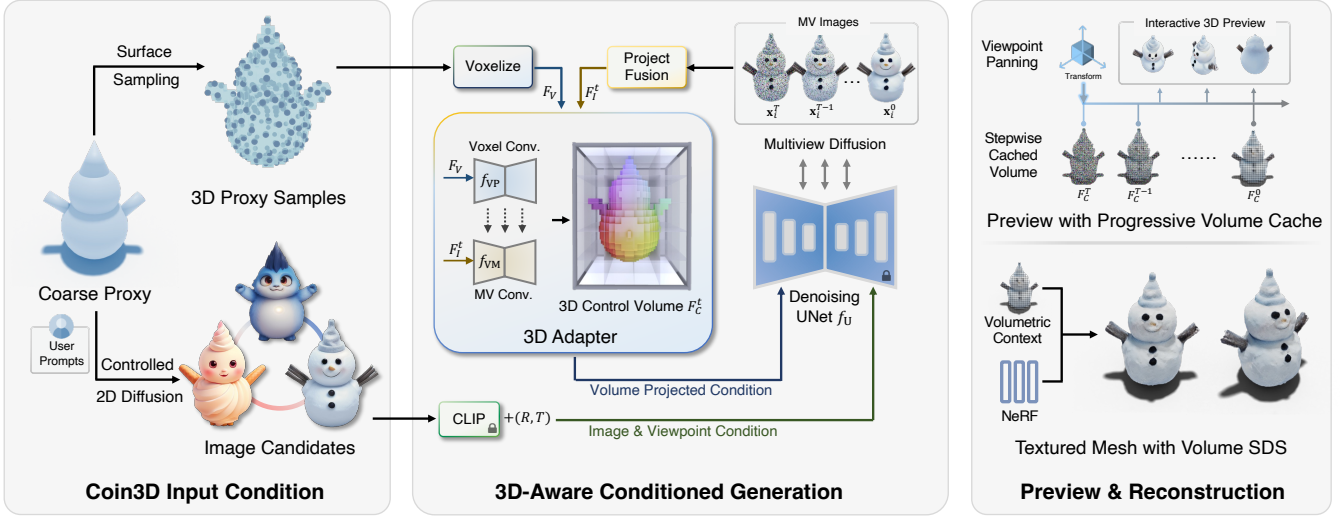 Surface
Sampling
3D Proxy Samples
Coarse Proxy
User
Prompts
Controlled
2D Diffusion
Image Candidates
Coin3D Input Condition
Voxelize
Project
Fusion
MV Images
𝐱ᵢᵀ
𝐱ᵢᵀ⁻¹
...
𝐱ᵢ⁰
F_V
F_I^t
Voxel Conv.
F_V
f_VP
F_I^t
f_VM
MV Conv.
3D Control Volume F_C^t
3D Adapter
Multiview Diffusion
Denoising
UNet f_U
Volume Projected Condition
CLIP
+(R, T)
Image & Viewpoint Condition
3D-Aware Conditioned Generation
Interactive 3D Preview
Viewpoint
Panning
Transform
Stepwise
Cached
Volume
......
F_C^T
F_C^{T-1}
F_C^0
Preview with Progressive Volume Cache
Volumetric
Context
NeRF
Textured Mesh with Volume SDS
Preview & Reconstruction